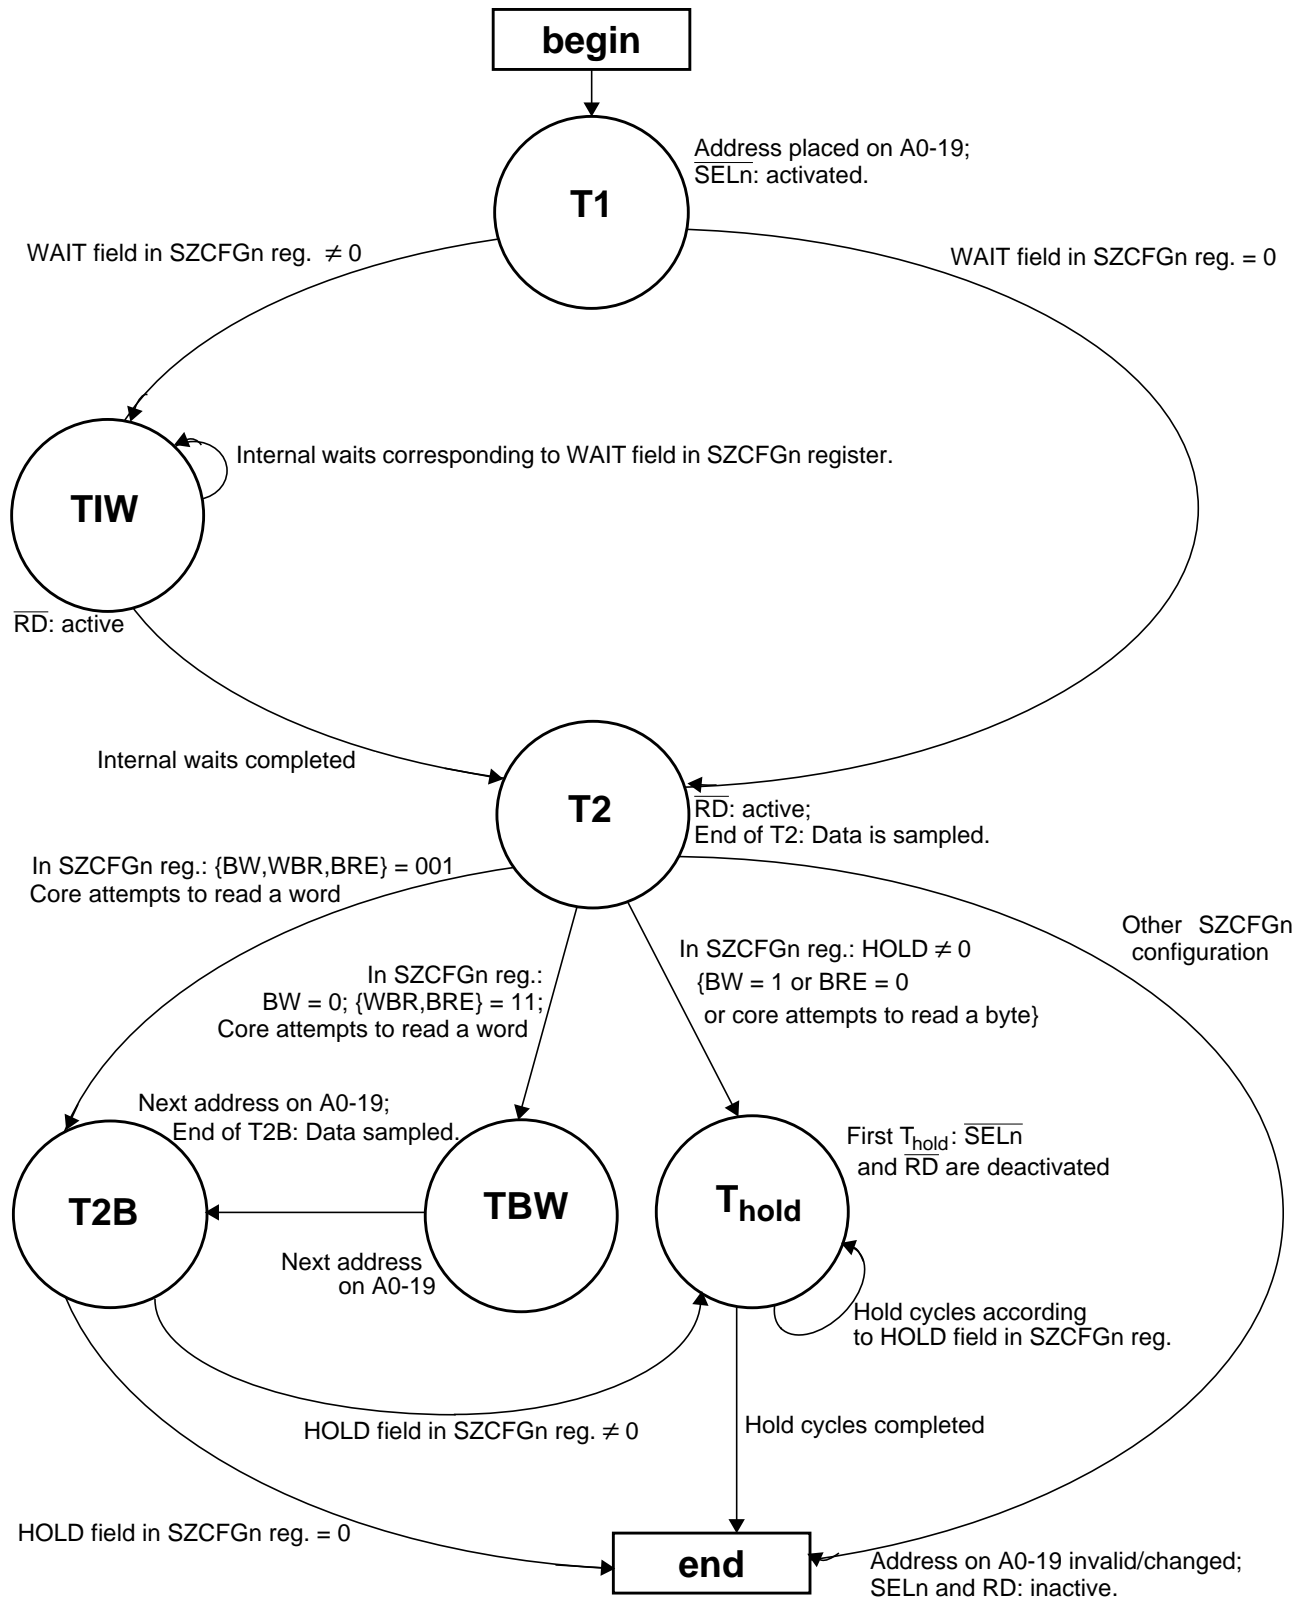 begin
T1
Address placed on A0-19;
SELn: activated.
WAIT field in SZCFGn reg. ≠ 0
WAIT field in SZCFGn reg. = 0
TIW
Internal waits corresponding to WAIT field in SZCFGn register.
RD: active
Internal waits completed
T2
RD: active;
End of T2: Data is sampled.
In SZCFGn reg.: {BW,WBR,BRE} = 001
Core attempts to read a word
In SZCFGn reg.:
BW = 0; {WBR,BRE} = 11;
Core attempts to read a word
In SZCFGn reg.: HOLD ≠ 0
{BW = 1 or BRE = 0
or core attempts to read a byte}
Other SZCFGn
configuration
Next address on A0-19;
End of T2B: Data sampled.
T2B
TBW
Next address
on A0-19
Thold
First Thold: SELn
and RD are deactivated
Hold cycles according
to HOLD field in SZCFGn reg.
HOLD field in SZCFGn reg. ≠ 0
Hold cycles completed
HOLD field in SZCFGn reg. = 0
end
Address on A0-19 invalid/changed;
SELn and RD: inactive.